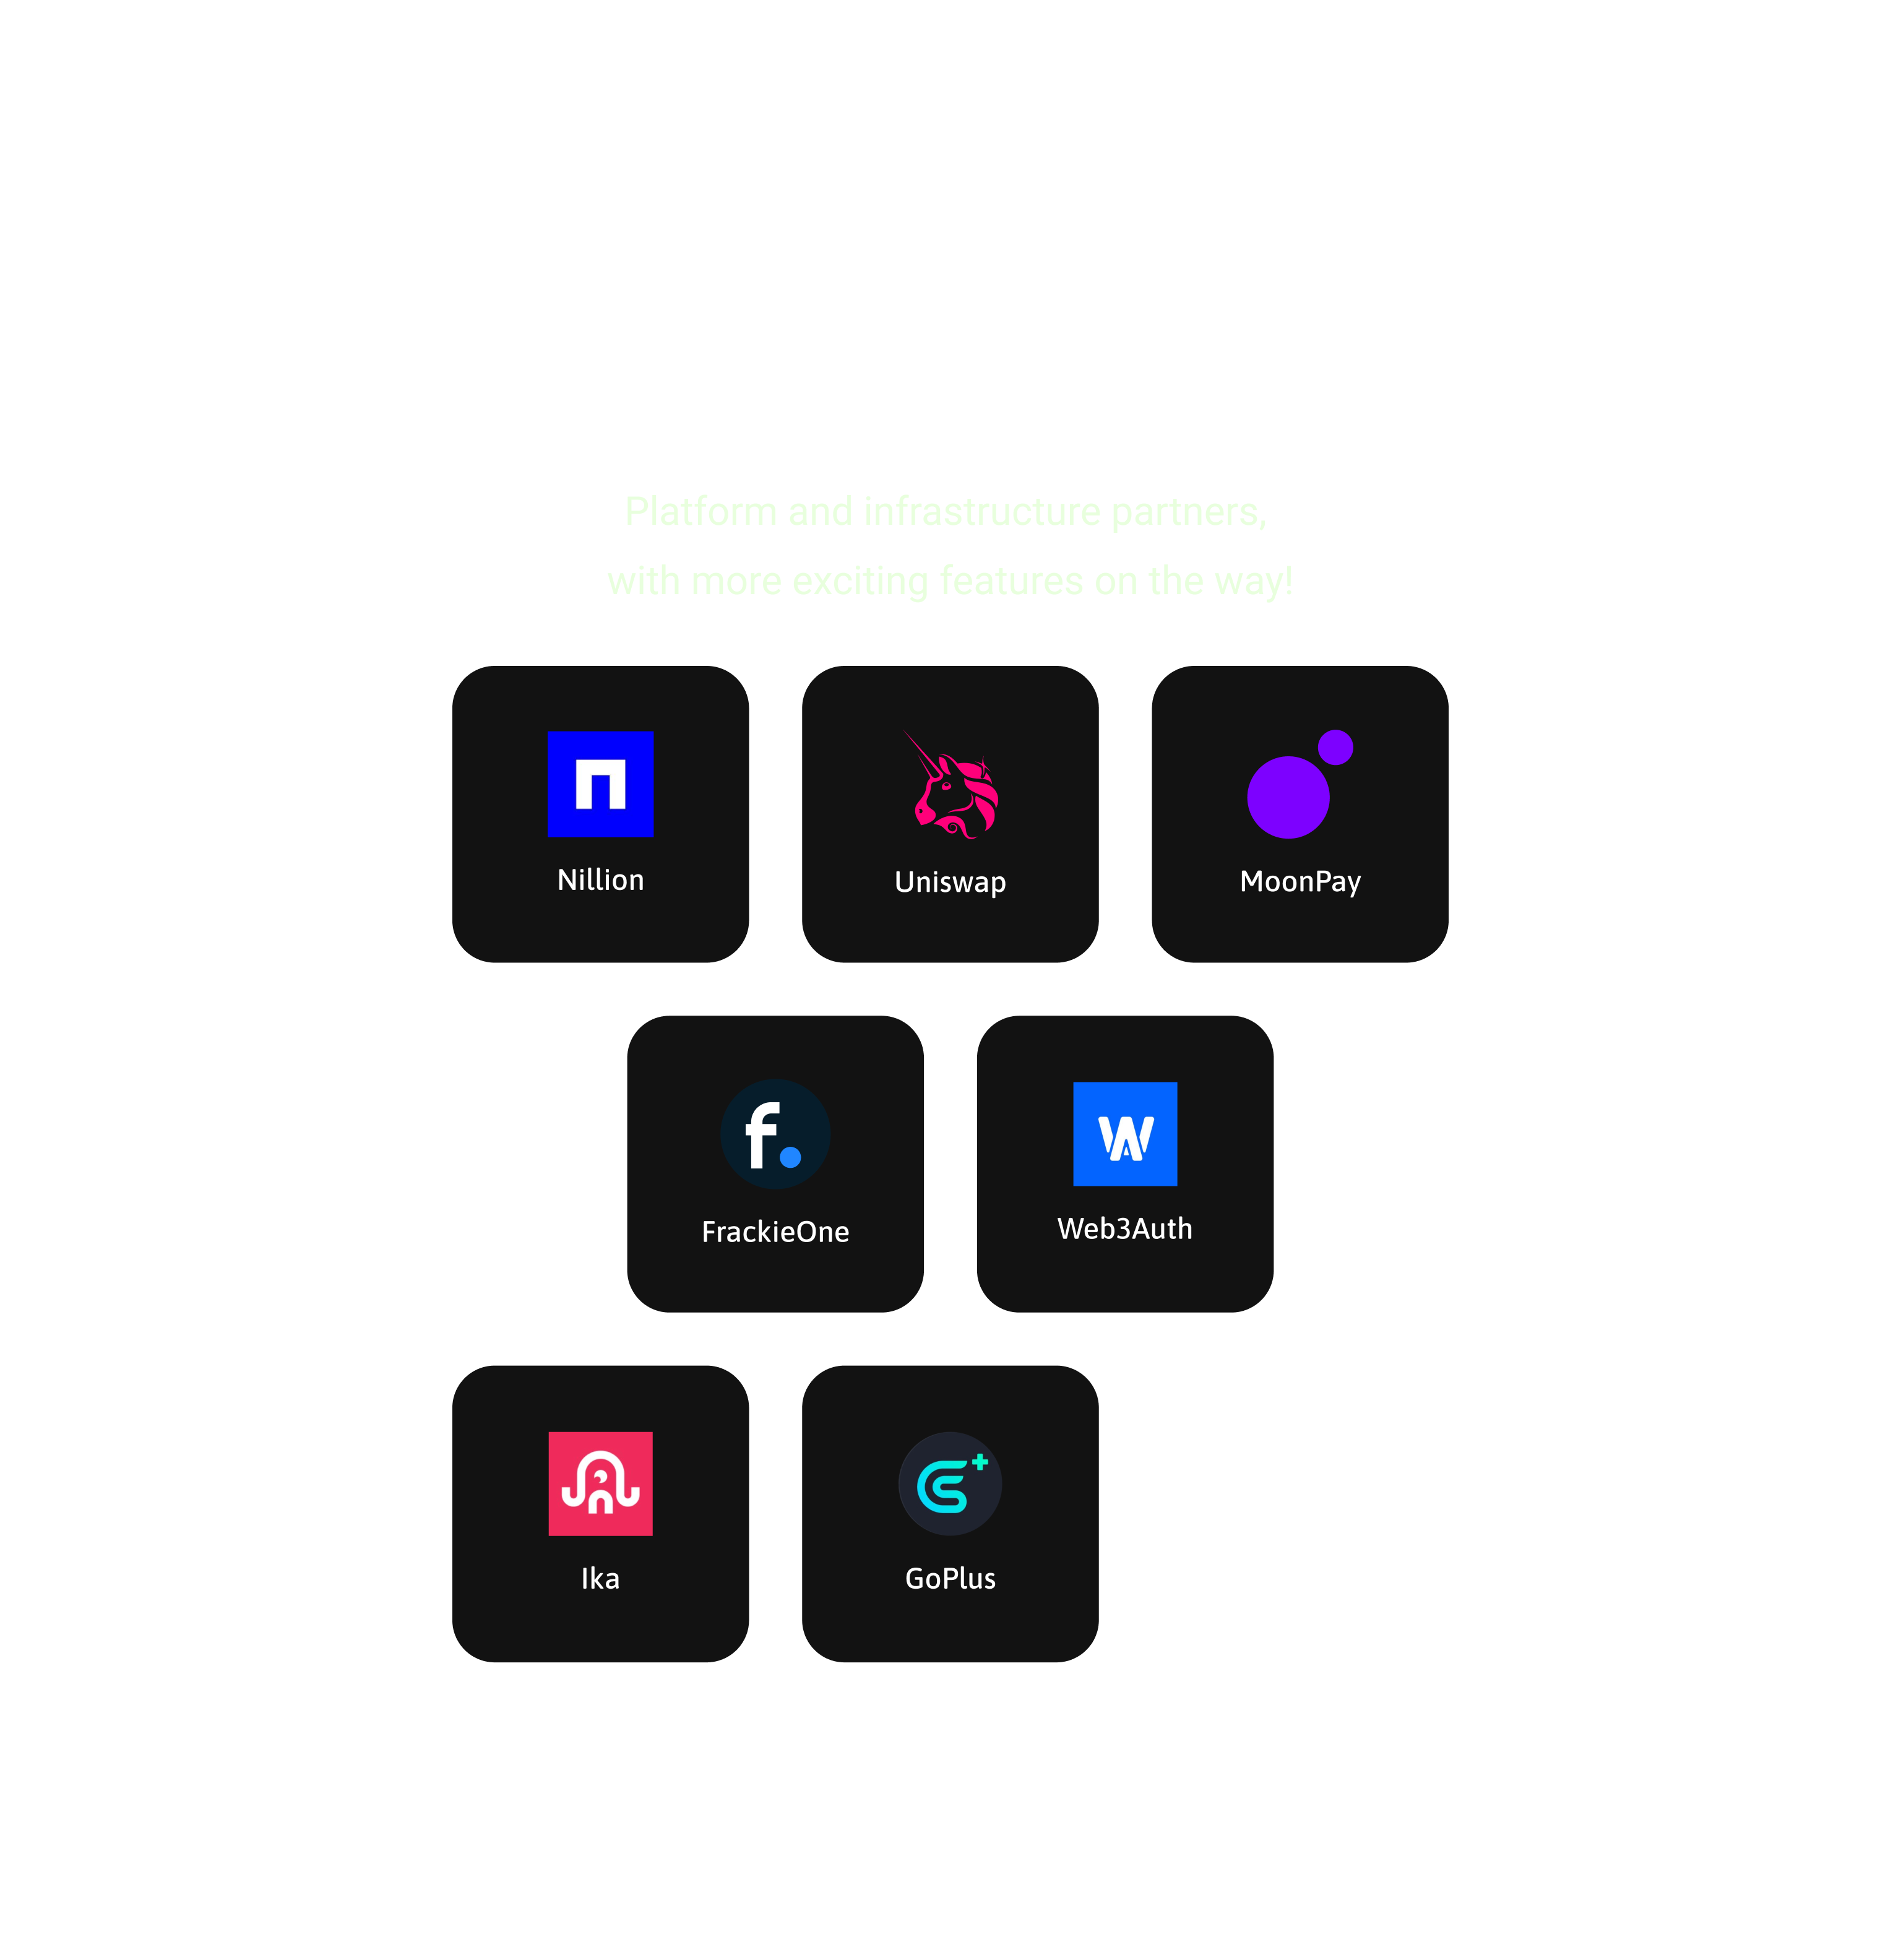 Platform and infrastructure partners,
with more exciting features on the way!
Nillion
Uniswap
MoonPay
f.
FrackieOne
Web3Auth
Ika
GoPlus